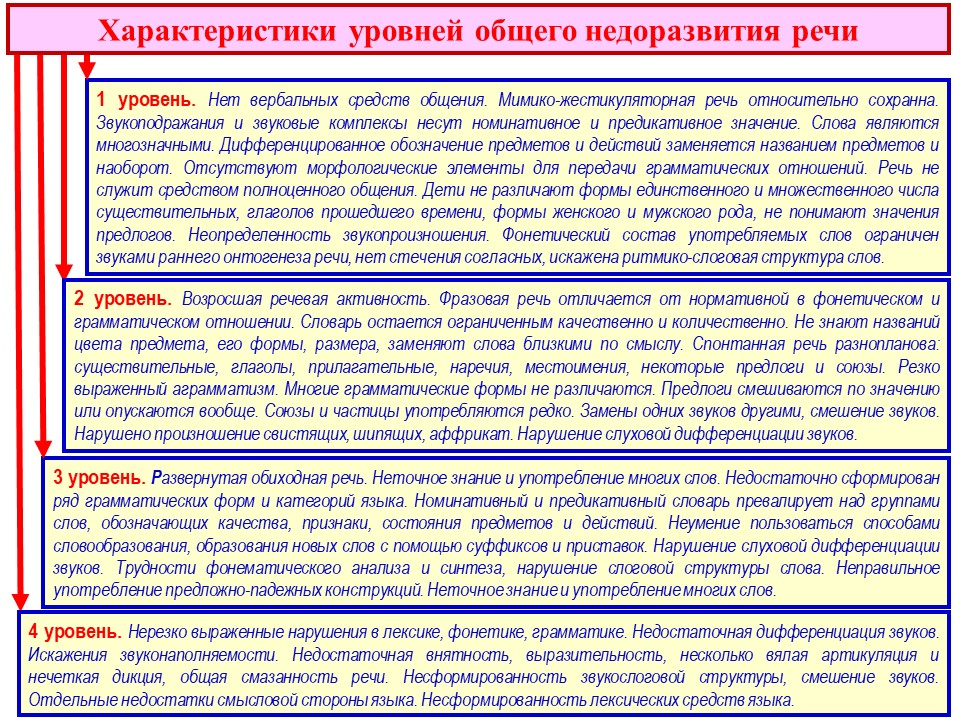 Характеристики уровней общего недоразвития речи
1 уровень. Нет вербальных средств общения. Мимико-жестикуляторная речь относительно сохранна.
Звукоподражания и звуковые комплексы несут номинативное и предикативное значение. Слова являются
многозначными. Дифференцированное обозначение предметов и действий заменяется названием предметов и
наоборот. Отсутствуют морфологические элементы для передачи грамматических отношений. Речь не
служит средством полноценного общения. Дети не различают формы единственного и множественного числа
существительных, глаголов прошедшего времени, формы женского и мужского рода, не понимают значения
предлогов. Неопределенность звукопроизношения. Фонетический состав употребляемых слов ограничен
звуками раннего онтогенеза речи, нет стечения согласных, искажена ритмико-слоговая структура слов.
2 уровень. Возросшая речевая активность. Фразовая речь отличается от нормативной в фонетическом и
грамматическом отношении. Словарь остается ограниченным качественно и количественно. Не знают названий
цвета предмета, его формы, размера, заменяют слова близкими по смыслу. Спонтанная речь разнопланова:
существительные, глаголы, прилагательные, наречия, местоимения, некоторые предлоги и союзы. Резко
выраженный аграмматизм. Многие грамматические формы не различаются. Предлоги смешиваются по значению
или опускаются вообще. Союзы и частицы употребляются редко. Замены одних звуков другими, смешение звуков.
Нарушено произношение свистящих, шипящих, аффрикат. Нарушение слуховой дифференциации звуков.
3 уровень. Развернутая обиходная речь. Неточное знание и употребление многих слов. Недостаточно сформирован
ряд грамматических форм и категорий языка. Номинативный и предикативный словарь превалирует над группами
слов, обозначающих качества, признаки, состояния предметов и действий. Неумение пользоваться способами
словообразования, образования новых слов с помощью суффиксов и приставок. Нарушение слуховой дифференциации
звуков. Трудности фонематического анализа и синтеза, нарушение слоговой структуры слова. Неправильное
употребление предложно-падежных конструкций. Неточное знание и употребление многих слов.
4 уровень. Нерезко выраженные нарушения в лексике, фонетике, грамматике. Недостаточная дифференциация звуков.
Искажения звуконаполняемости. Недостаточная внятность, выразительность, несколько вялая артикуляция и
нечеткая дикция, общая смазанность речи. Несформированность звукослоговой структуры, смешение звуков.
Отдельные недостатки смысловой стороны языка. Несформированность лексических средств языка.